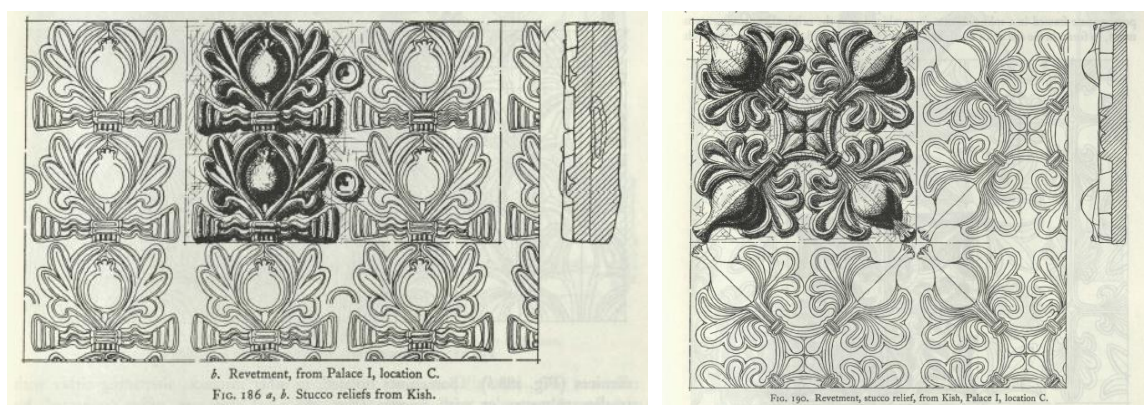 b. Revetment, from Palace I, location C.
FIG. 186 a, b. Stucco reliefs from Kish.
FIG. 190. Revetment, stucco relief, from Kish, Palace I, location C.